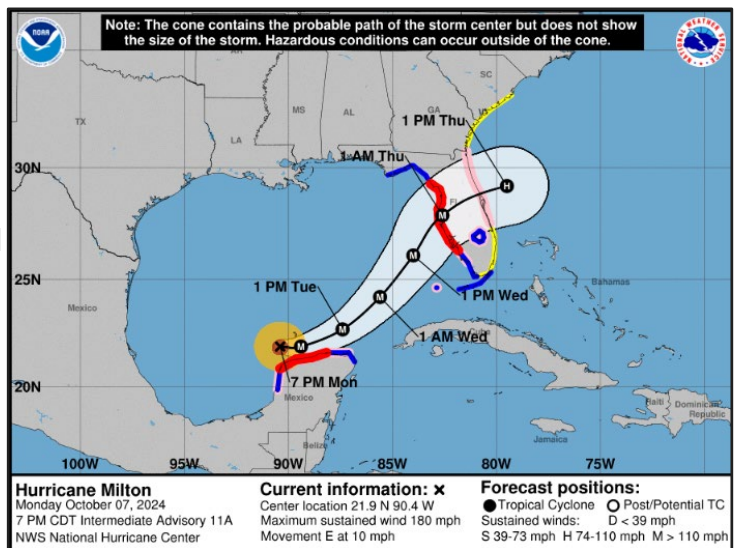 Note: The cone contains the probable path of the storm center but does not show
the size of the storm. Hazardous conditions can occur outside of the cone.
NOAA
NATIONAL WEATHER SERVICE
SC
MS
AL
GA
TX
LA
1 PM Thu
1 AM Thu
30N
H
M
FL
M
25N
1 PM Tue
M
1 PM Wed
Bahamas
Mexico
M
1 AM Wed
M
Cuba
7 PM Mon
20N
Mexico
Haiti
Dominican
Republic
Jamaica
Belize
100W
95W
90W
85W
80W
75W
Hurricane Milton
Monday October 07, 2024
7 PM CDT Intermediate Advisory 11A
NWS National Hurricane Center
Current information: ×
Center location 21.9 N 90.4 W
Maximum sustained wind 180 mph
Movement E at 10 mph
Forecast positions:
● Tropical Cyclone ○ Post/Potential TC
Sustained winds: D < 39 mph
S 39-73 mph H 74-110 mph M > 110 mph